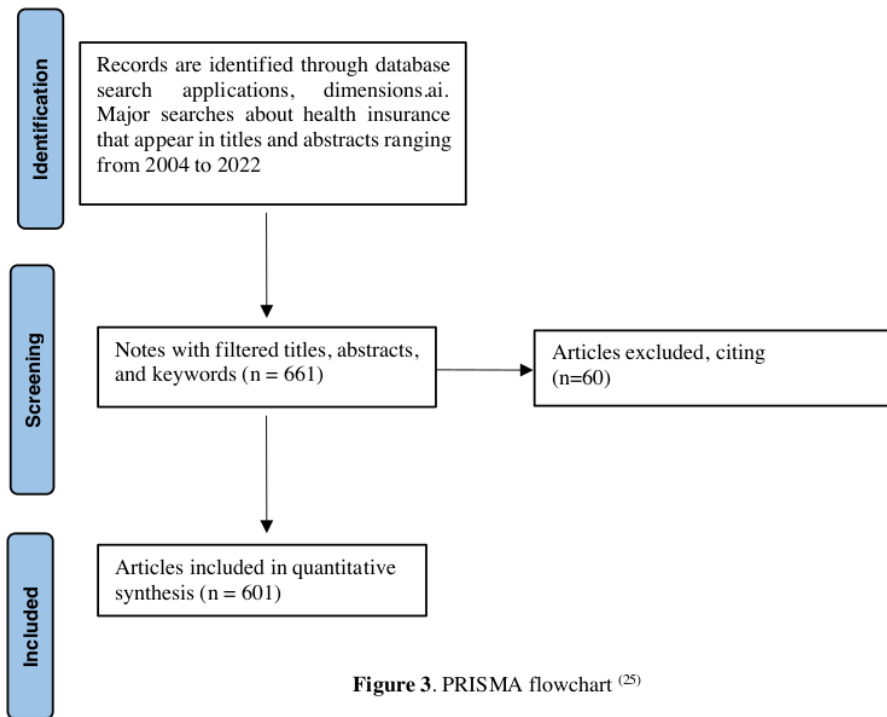 Identification
Records are identified through database
search applications, dimensions.ai.
Major searches about health insurance
that appear in titles and abstracts ranging
from 2004 to 2022
Screening
Notes with filtered titles, abstracts,
and keywords (n = 661)
Articles excluded, citing
(n=60)
Included
Articles included in quantitative
synthesis (n = 601)
Figure 3. PRISMA flowchart (25)